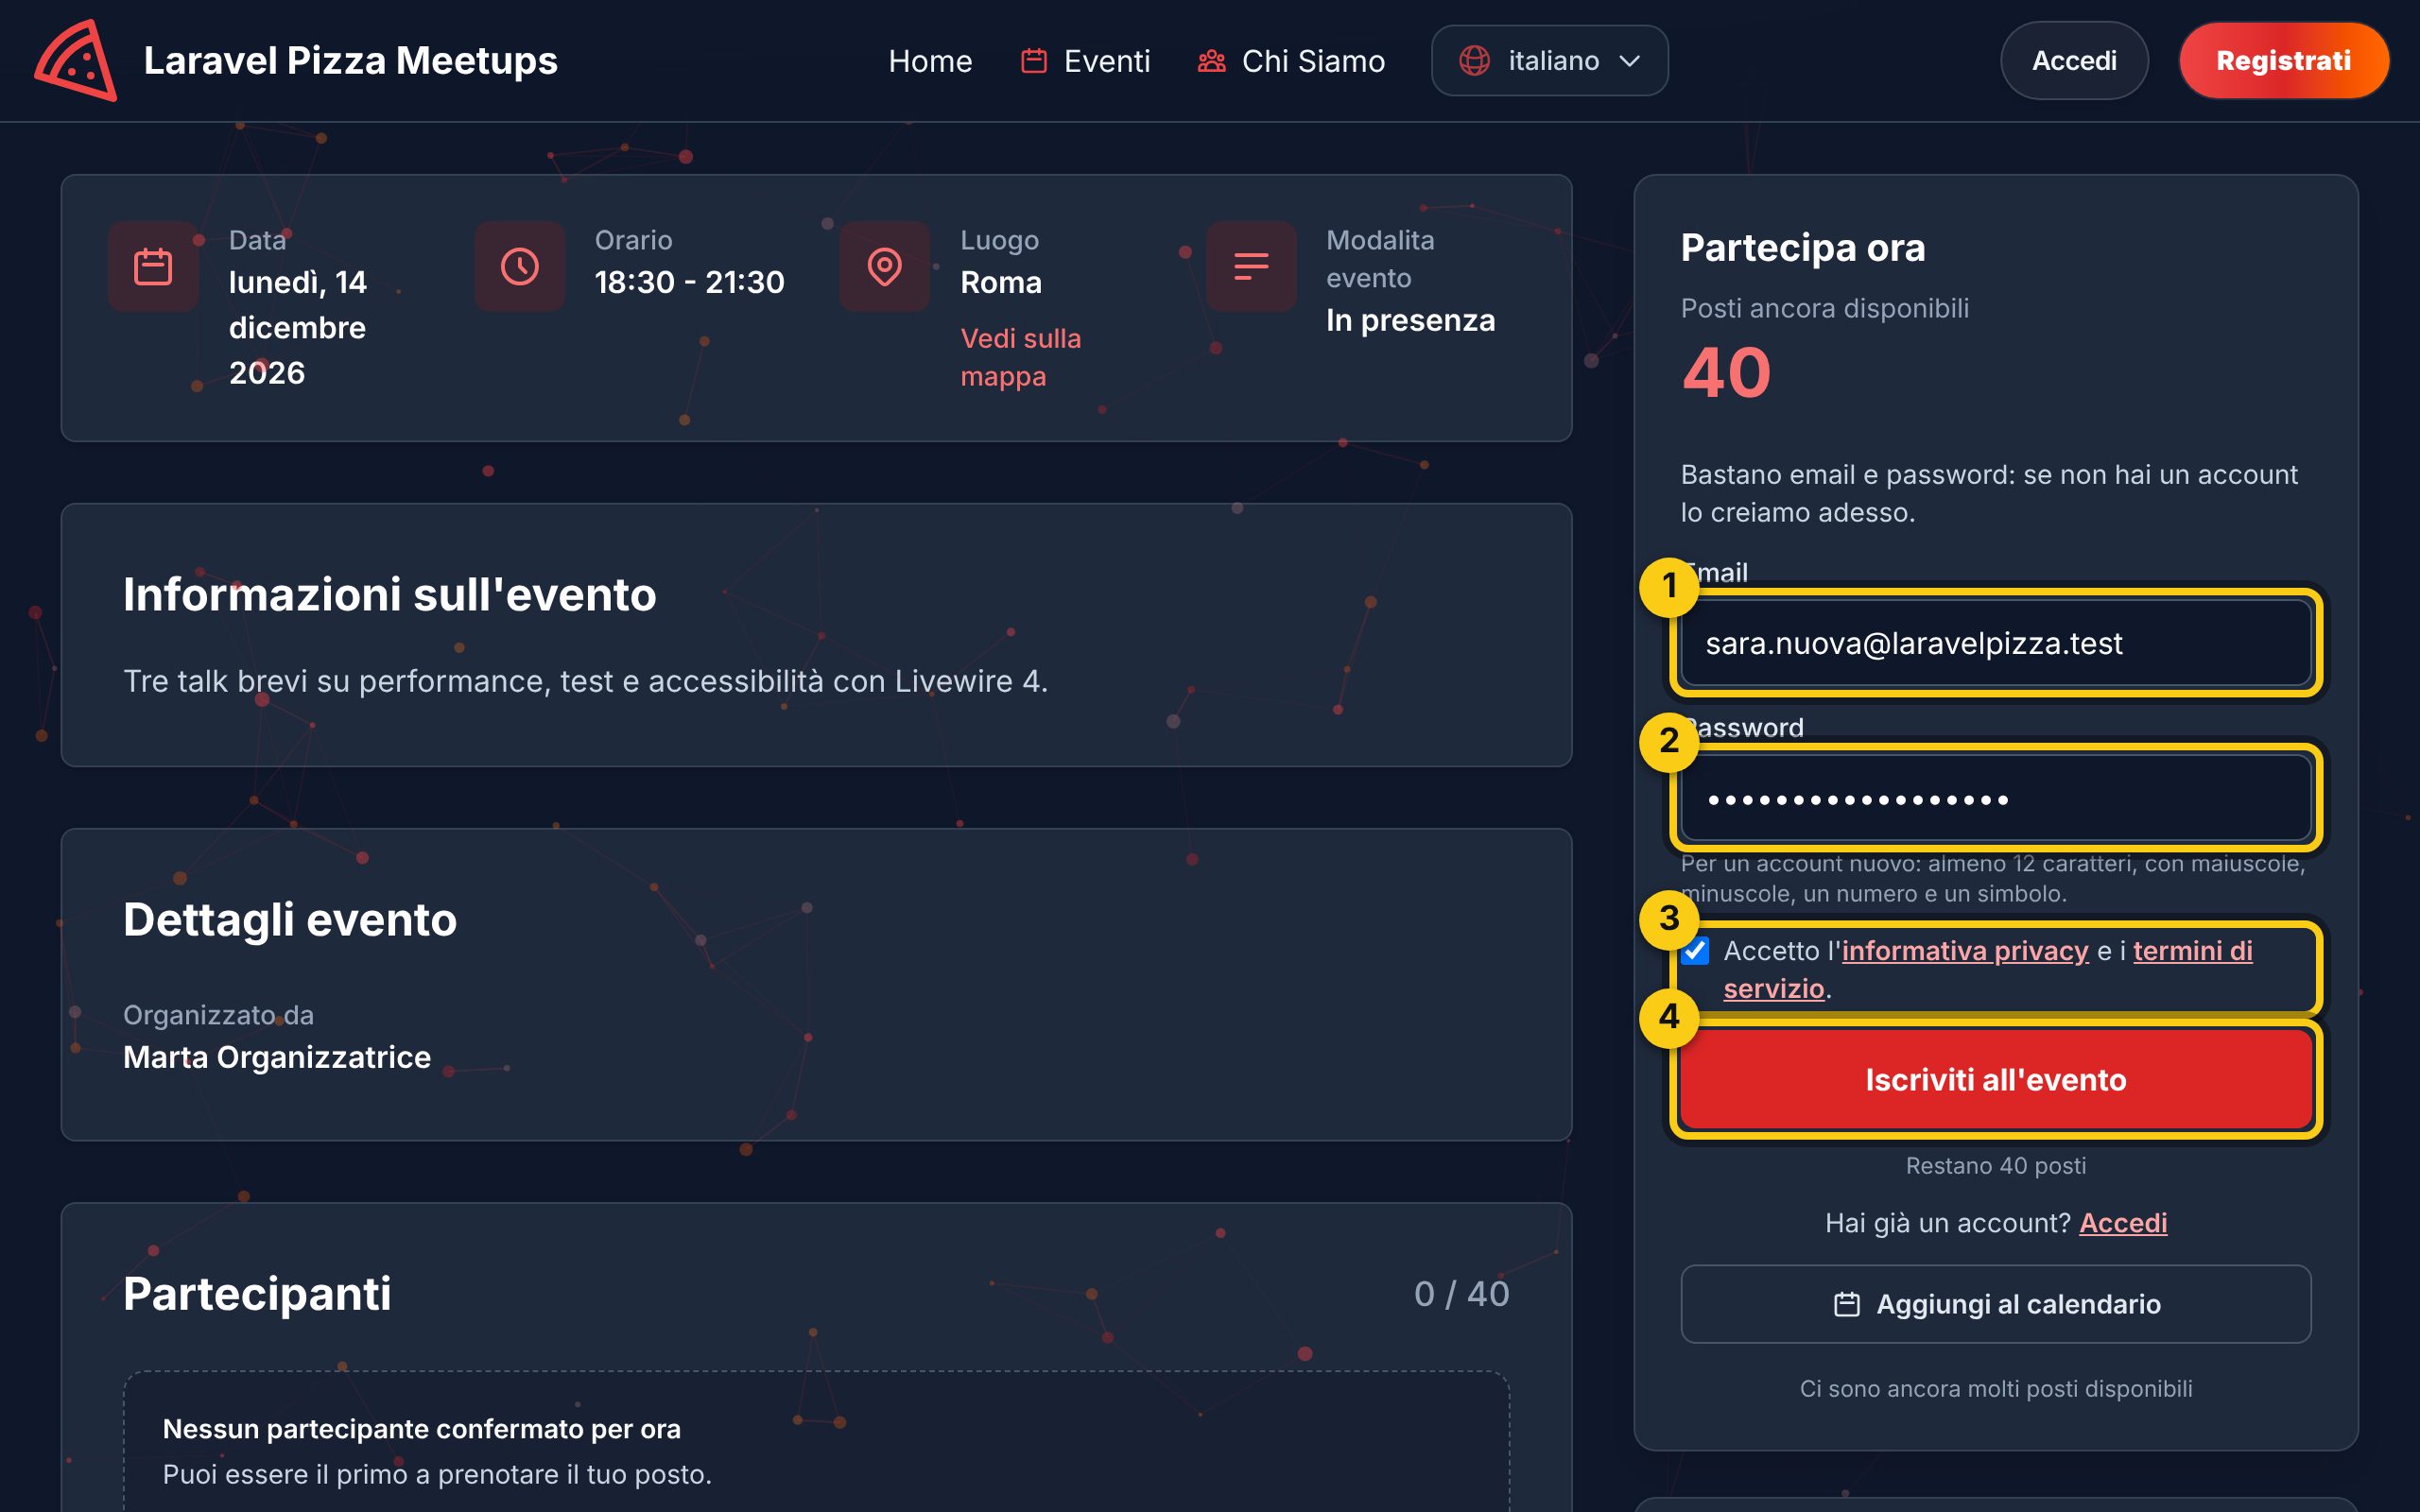 Laravel Pizza Meetups
Home
Eventi
Chi Siamo
italiano
Accedi
Registrati
Data
lunedì, 14
dicembre
2026
Orario
18:30 - 21:30
Luogo
Roma
Vedi sulla
mappa
Modalita
evento
In presenza
Informazioni sull'evento
Tre talk brevi su performance, test e accessibilità con Livewire 4.
Dettagli evento
Organizzato da
Marta Organizzatrice
Partecipanti
0 / 40
Nessun partecipante confermato per ora
Puoi essere il primo a prenotare il tuo posto.
Partecipa ora
Posti ancora disponibili
40
Bastano email e password: se non hai un account
lo creiamo adesso.
Email
1
sara.nuova@laravelpizza.test
Password
2
••••••••••••••••••
Per un account nuovo: almeno 12 caratteri, con maiuscole,
minuscole, un numero e un simbolo.
3
Accetto l'informativa privacy e i termini di
servizio.
4
Iscriviti all'evento
Restano 40 posti
Hai già un account? Accedi
Aggiungi al calendario
Ci sono ancora molti posti disponibili